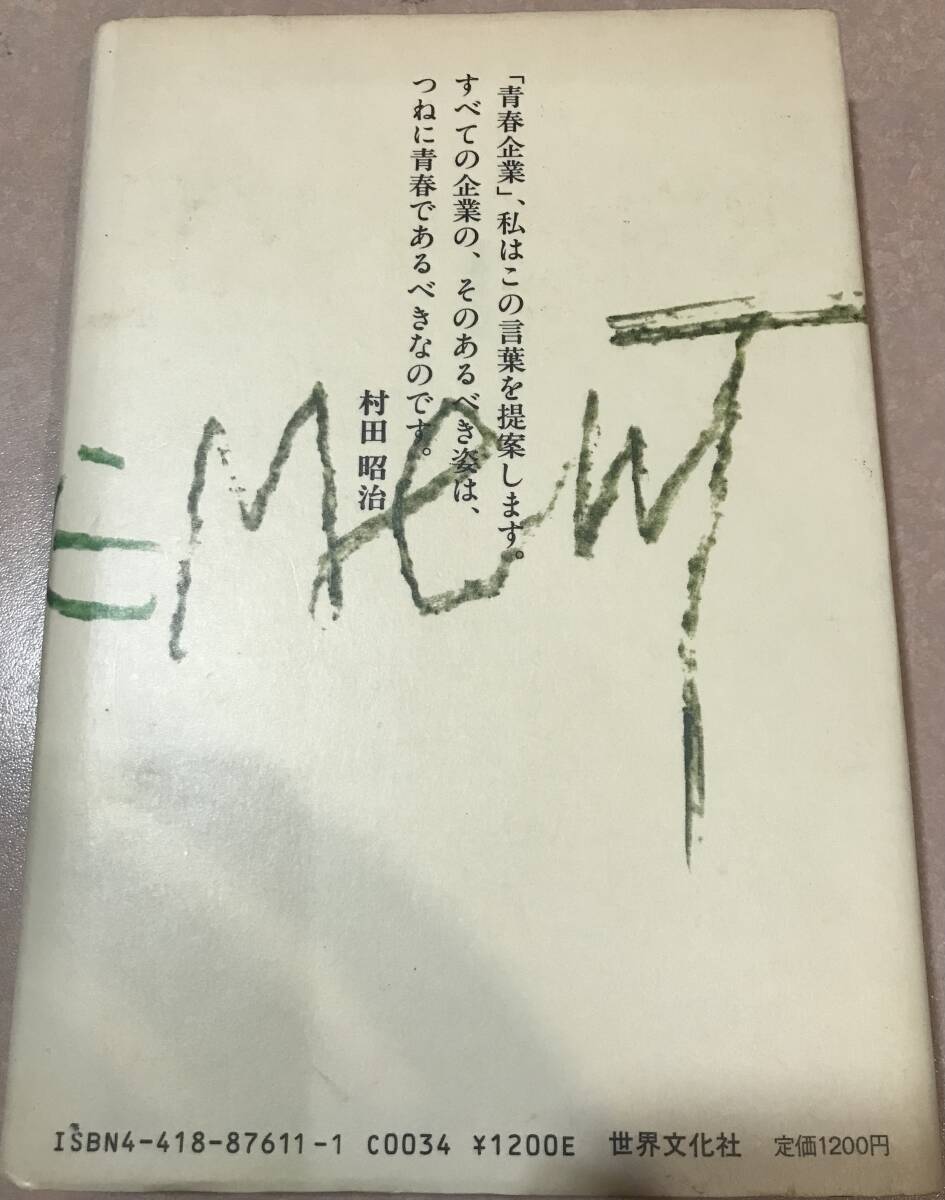 「青春企業」、私はこの言葉を提案します。
すべての企業の、そのあるべき姿は、
つねに青春であるべきなのです。
村田 昭治
EMeNT
ISBN4-418-87611-1 C0034 ¥1200E 世界文化社 定価1200円